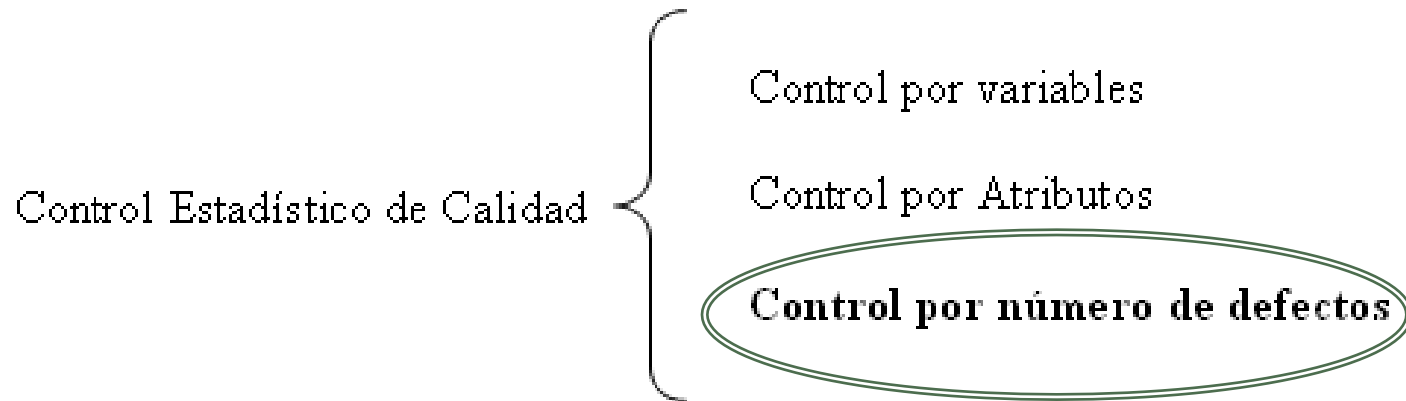 Control Estadístico de Calidad
Control por variables
Control por Atributos
Control por número de defectos